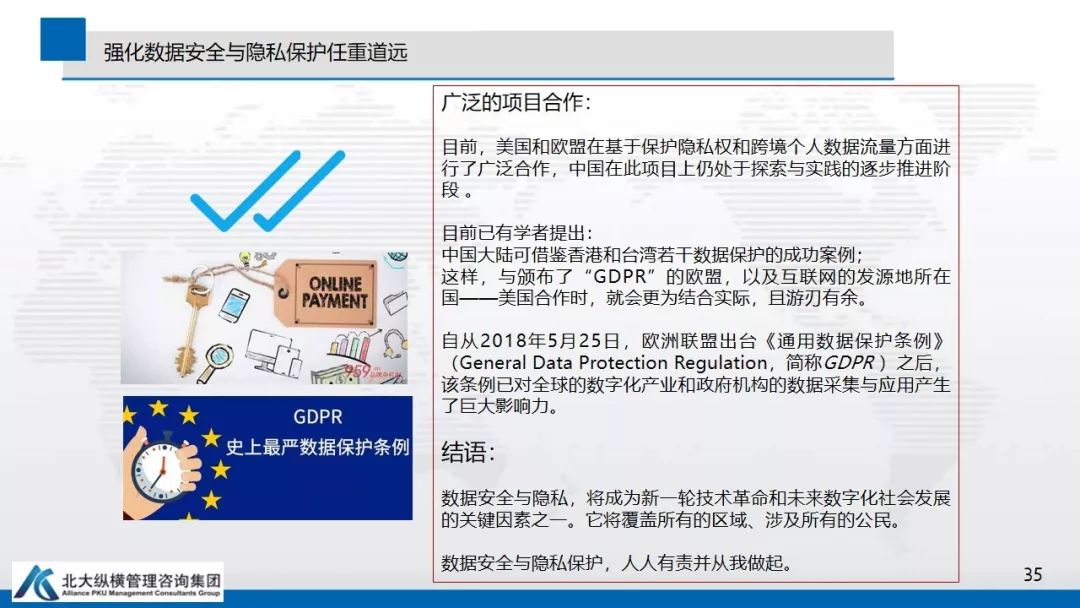 强化数据安全与隐私保护任重道远
广泛的项目合作：
目前，美国和欧盟在基于保护隐私权和跨境个人数据流量方面进
行了广泛合作，中国在此项目上仍处于探索与实践的逐步推进阶
段 。
目前已有学者提出：
中国大陆可借鉴香港和台湾若干数据保护的成功案例；
这样，与颁布了“GDPR”的欧盟，以及互联网的发源地所在
国——美国合作时，就会更为结合实际，且游刃有余。
自从2018年5月25日，欧洲联盟出台《通用数据保护条例》
（General Data Protection Regulation，简称GDPR ）之后，
该条例已对全球的数字化产业和政府机构的数据采集与应用产生
了巨大影响力。
结语：
数据安全与隐私，将成为新一轮技术革命和未来数字化社会发展
的关键因素之一。它将覆盖所有的区域、涉及所有的公民。
数据安全与隐私保护，人人有责并从我做起。
ONLINE
PAYMENT
GDPR
史上最严数据保护条例
北大纵横管理咨询集团
Alliance PKU Management Consultants Group
35